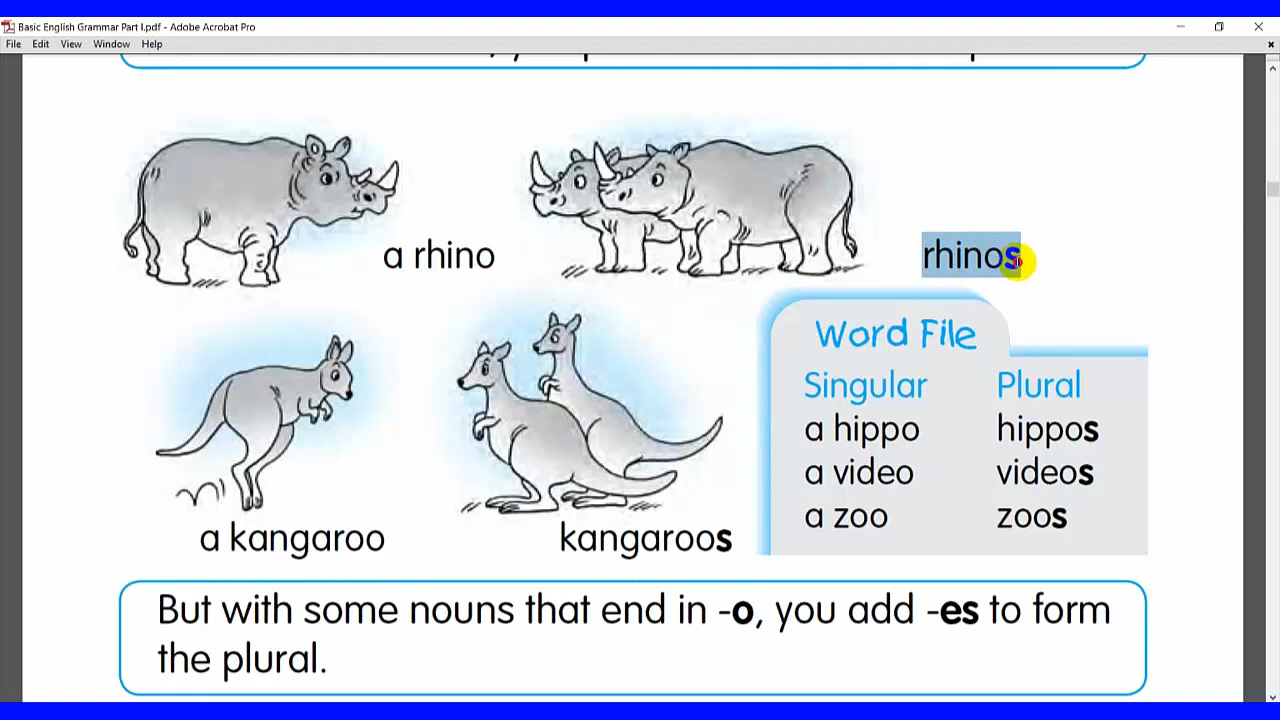 Basic English Grammar Part I.pdf - Adobe Acrobat Pro
File Edit View Window Help
a rhino
rhinos
Word File
Singular Plural
a hippo hippos
a video videos
a zoo zoos
a kangaroo
kangaroos
But with some nouns that end in -o, you add -es to form
the plural.